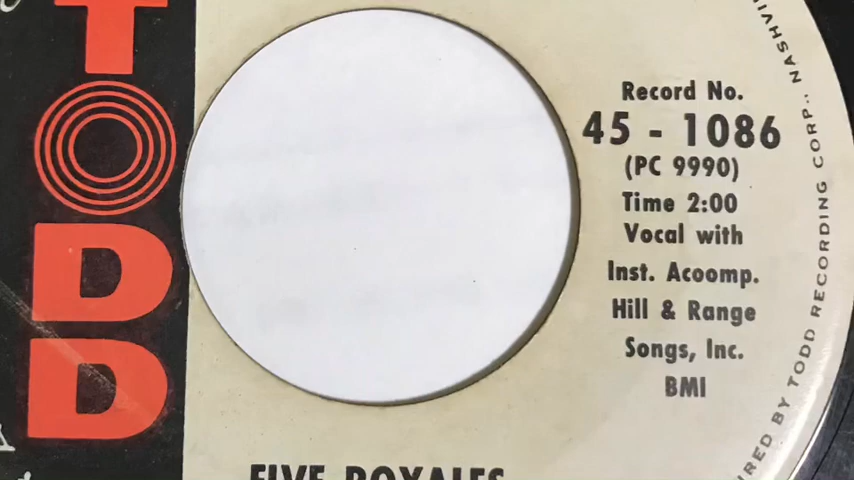 TODD
Record No.
45 - 1086
(PC 9990)
Time 2:00
Vocal with
Inst. Acoomp.
Hill & Range
Songs, Inc.
BMI
FIVE ROYALES
URED BY TODD RECORDING CORP., NASHVI